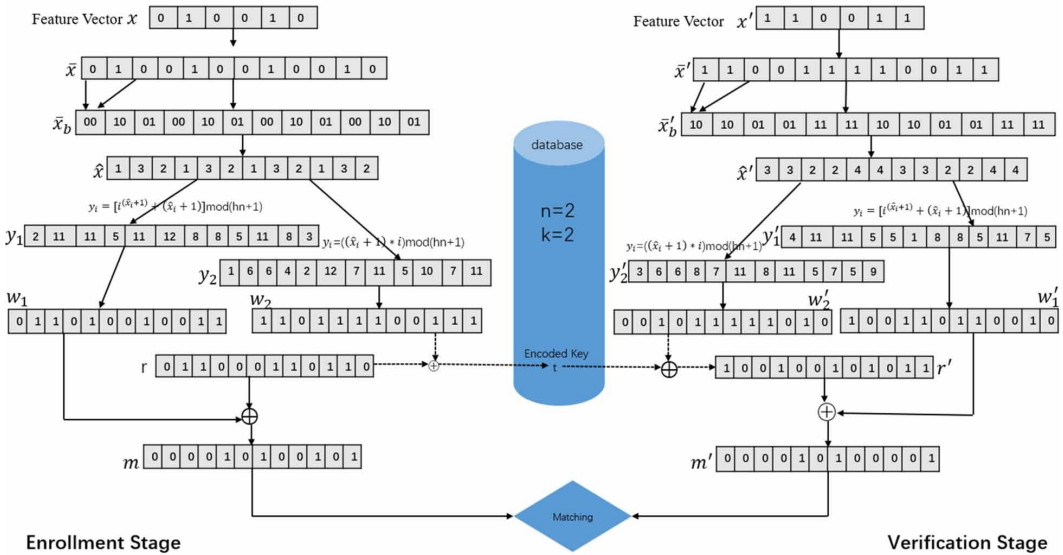 Feature Vector x 0 1 0 0 1 0
x̄ 0 1 0 0 1 0 0 1 0 0 1 0
x̄b 00 10 01 00 10 01 00 10 01 00 10 01
x̂ 1 3 2 1 3 2 1 3 2 1 3 2
yi = [i^(x̂i+1) + (x̂i + 1)]mod(hn+1)
y1 2 11 11 5 11 12 8 8 5 11 8 3
yi=((x̂i + 1) * i)mod(hn+1)
y2 1 6 6 4 2 12 7 11 5 10 7 11
w1 0 1 1 0 1 0 0 1 0 0 1 1
w2 1 1 0 1 1 1 1 0 0 1 1 1
r 0 1 1 0 0 0 1 1 0 1 1 0
m 0 0 0 0 1 0 1 0 0 1 0 1
Enrollment Stage
database
n=2
k=2
Encoded Key
t
Matching
Feature Vector x′ 1 1 0 0 1 1
x̄′ 1 1 0 0 1 1 1 1 0 0 1 1
x̄b′ 10 10 01 01 11 11 10 10 01 01 11 11
x̂′ 3 3 2 2 4 4 3 3 2 2 4 4
yi = [i^(x̂i+1) + (x̂i + 1)]mod(hn+1)
y1′ 4 11 11 5 5 1 8 8 5 11 7 5
yi=((x̂i + 1) * i)mod(hn+1)
y2′ 3 6 6 8 7 11 8 11 5 7 5 9
w2′ 0 0 1 0 1 1 1 1 1 0 1 0
w1′ 1 0 0 1 1 0 1 1 0 0 1 0
r′ 1 0 0 1 0 0 1 0 1 0 1 1
m′ 0 0 0 0 1 0 1 0 0 0 0 1
Verification Stage